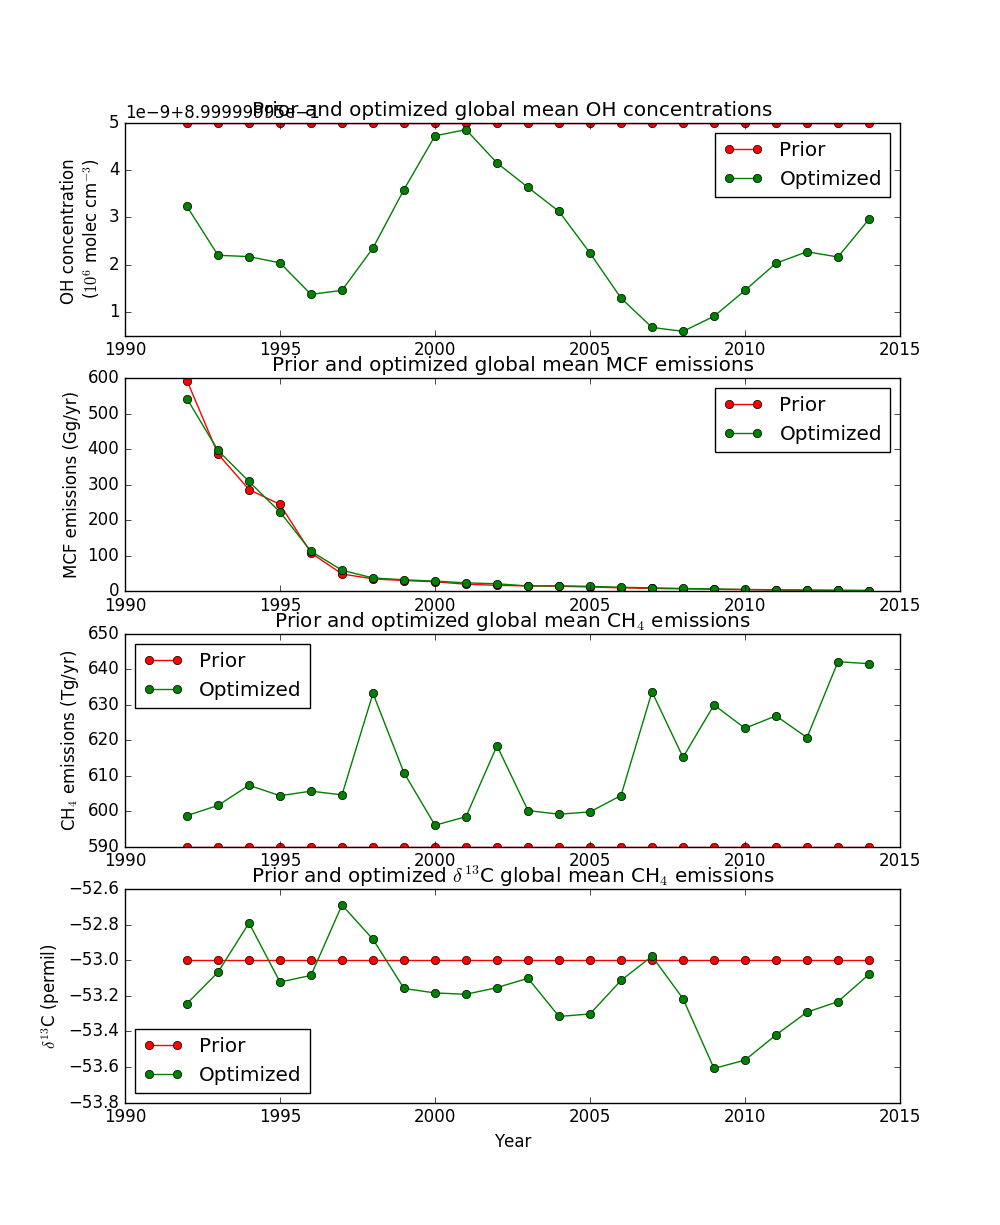 1e−9+8.999999995e−1
Prior and optimized global mean OH concentrations
5
4
3
2
1
OH concentration
(10⁶ molec cm⁻³)
Prior
Optimized
1990 1995 2000 2005 2010 2015
Prior and optimized global mean MCF emissions
600
500
400
300
200
100
0
MCF emissions (Gg/yr)
Prior
Optimized
1990 1995 2000 2005 2010 2015
Prior and optimized global mean CH₄ emissions
650
640
630
620
610
600
590
CH₄ emissions (Tg/yr)
Prior
Optimized
1990 1995 2000 2005 2010 2015
Prior and optimized δ¹³C global mean CH₄ emissions
−52.6
−52.8
−53.0
−53.2
−53.4
−53.6
−53.8
δ¹³C (permil)
Prior
Optimized
1990 1995 2000 2005 2010 2015
Year